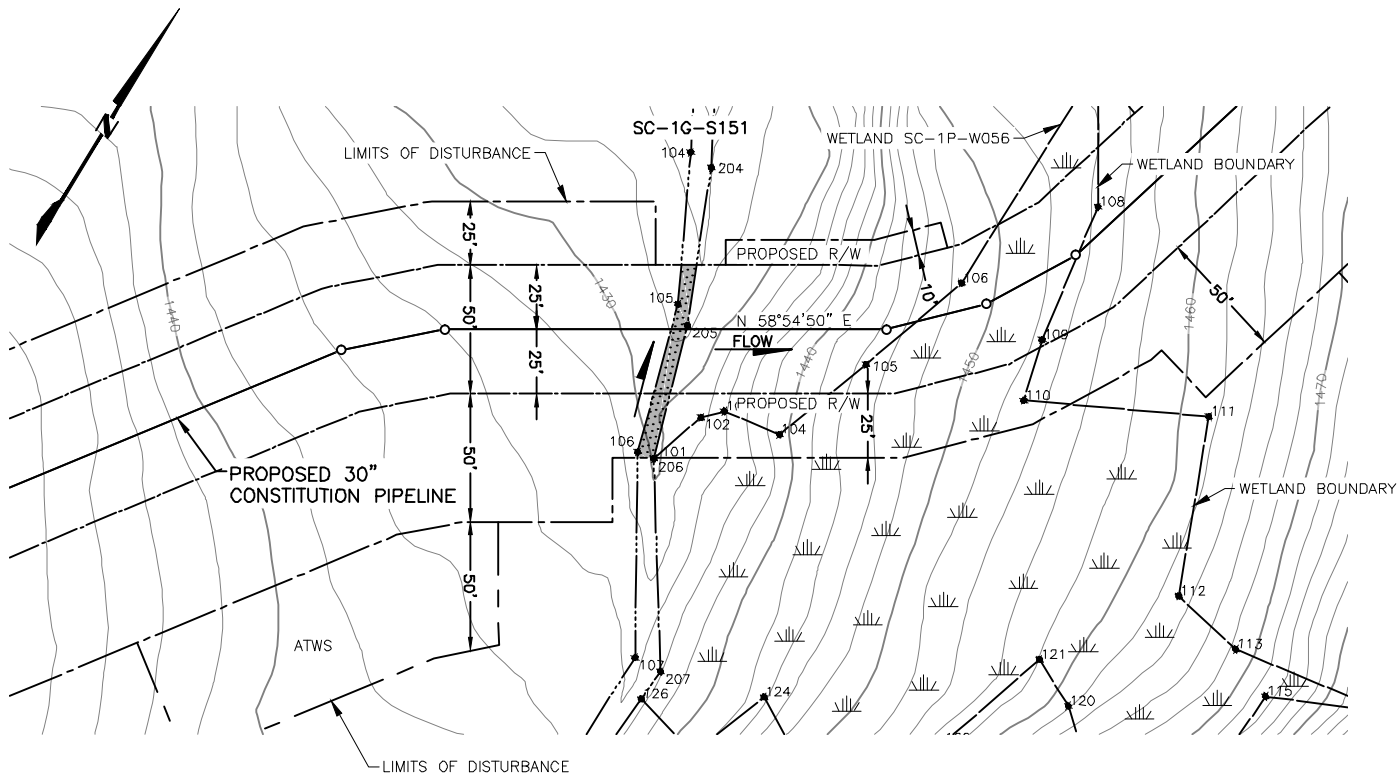 N
SC-1G-S151
104
204
WETLAND SC-1P-W056
LIMITS OF DISTURBANCE
WETLAND BOUNDARY
108
25'
PROPOSED R/W
106
10'
1430
1440
105
25'
50'
205
N 58°54'50" E
FLOW
1440
1460
50'
109
1450
25'
105
1470
110
111
PROPOSED R/W
102
104
25'
106
101
206
PROPOSED 30"
CONSTITUTION PIPELINE
50'
WETLAND BOUNDARY
50'
112
ATWS
107
207
126
124
121
120
113
115
LIMITS OF DISTURBANCE